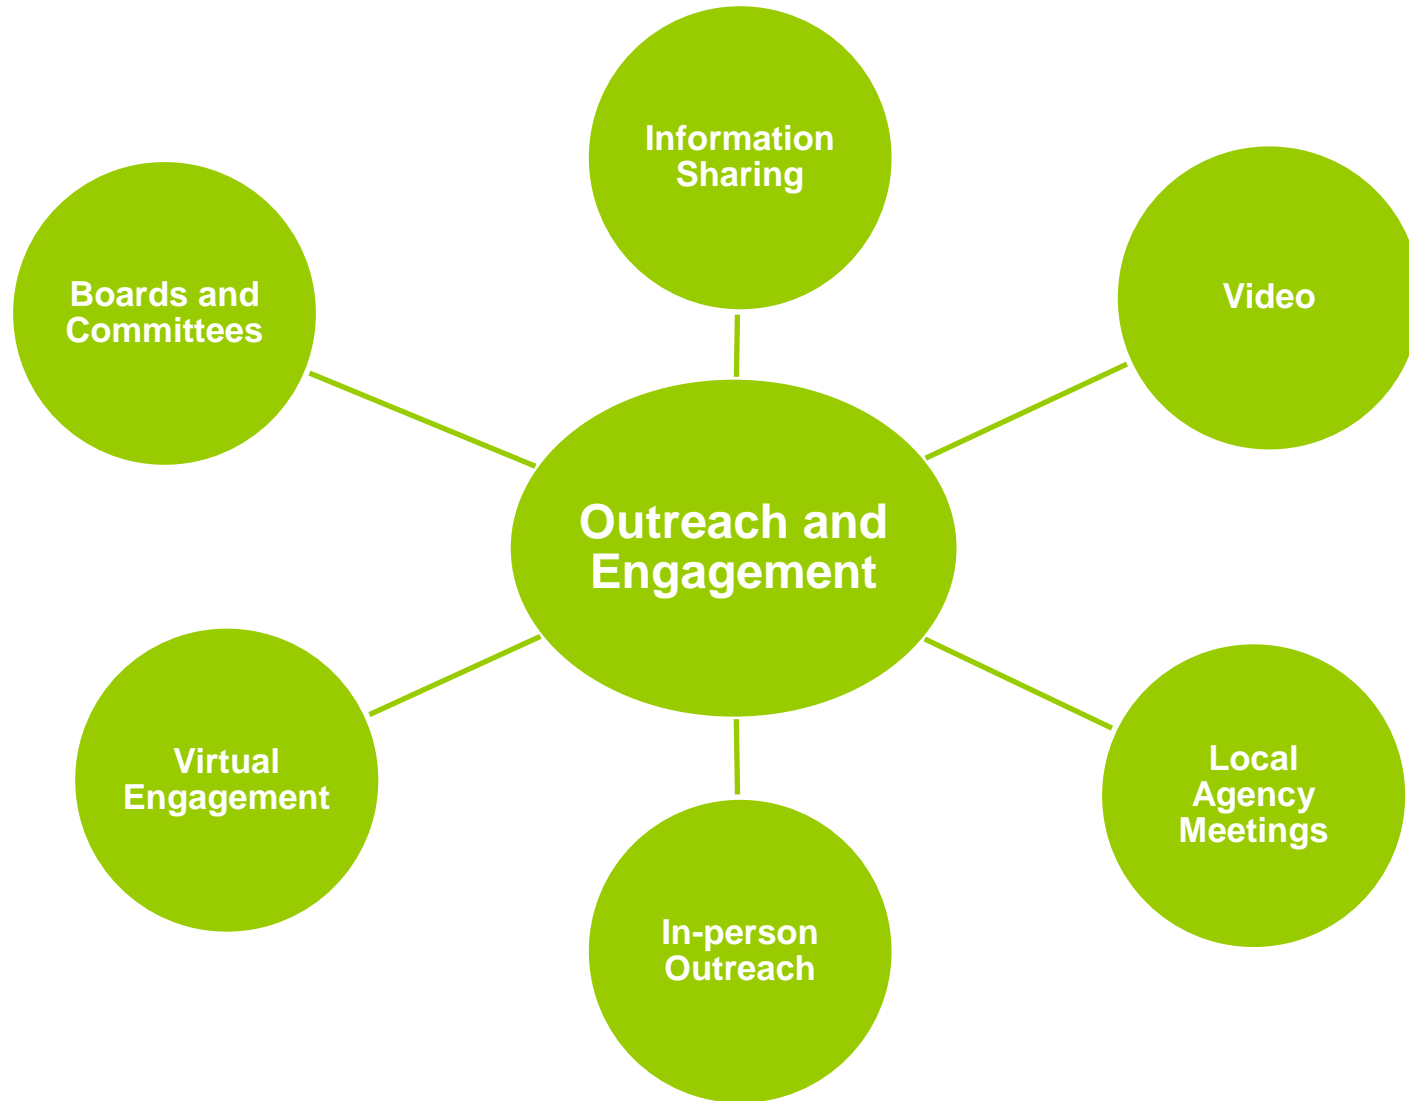 Information
Sharing
Boards and
Committees
Video
Outreach and
Engagement
Virtual
Engagement
Local
Agency
Meetings
In-person
Outreach